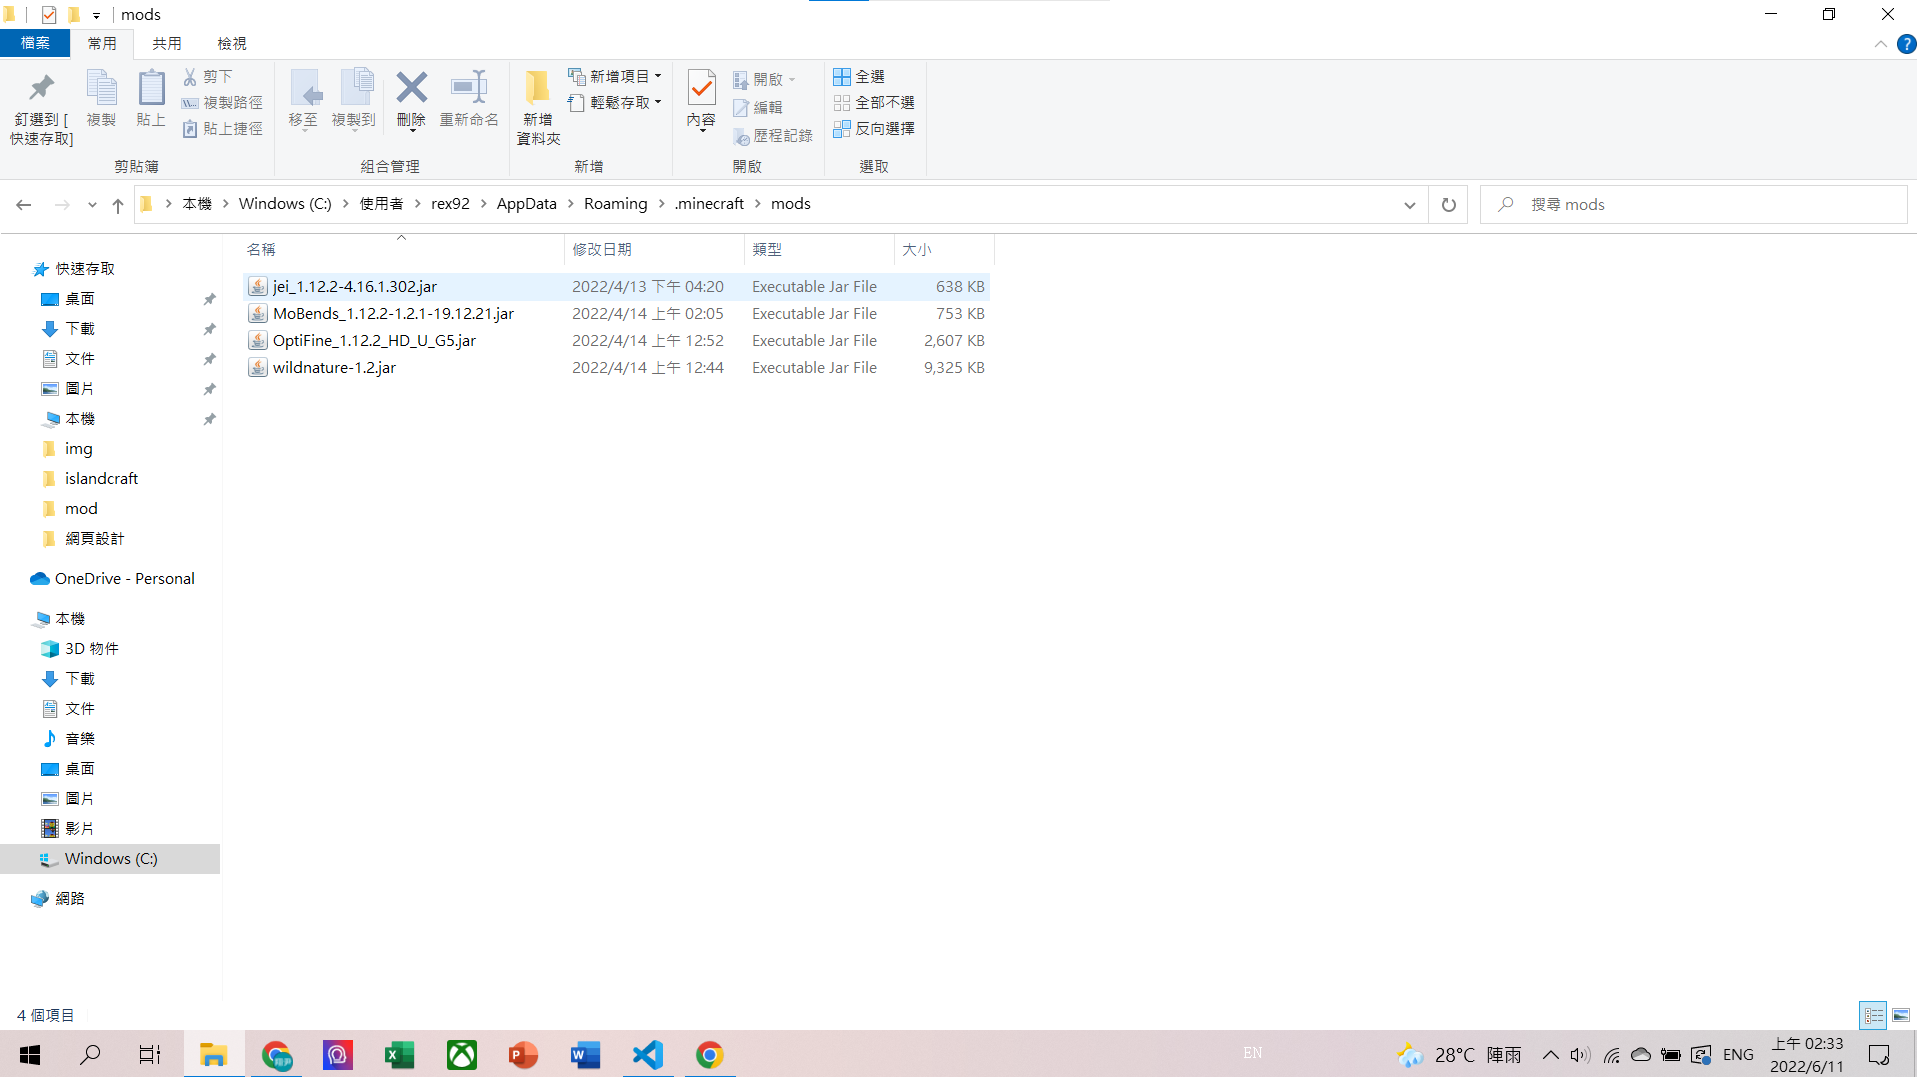 mods
檔案 常用 共用 檢視
釘選到 [
快速存取]
複製
貼上
剪下
複製路徑
貼上捷徑
剪貼簿
移至
複製到
刪除
重新命名
組合管理
新增
資料夾
新增項目
輕鬆存取
新增
內容
開啟
編輯
歷程記錄
開啟
全選
全部不選
反向選擇
選取
本機 Windows (C:) 使用者 rex92 AppData Roaming .minecraft mods
搜尋 mods
名稱 修改日期 類型 大小
jei_1.12.2-4.16.1.302.jar 2022/4/13 下午 04:20 Executable Jar File 638 KB
MoBends_1.12.2-1.2.1-19.12.21.jar 2022/4/14 上午 02:05 Executable Jar File 753 KB
OptiFine_1.12.2_HD_U_G5.jar 2022/4/14 上午 12:52 Executable Jar File 2,607 KB
wildnature-1.2.jar 2022/4/14 上午 12:44 Executable Jar File 9,325 KB
快速存取
桌面
下載
文件
圖片
本機
img
islandcraft
mod
網頁設計
OneDrive - Personal
本機
3D 物件
下載
文件
音樂
桌面
圖片
影片
Windows (C:)
網路
4 個項目
EN
28°C 陣雨
ENG
上午 02:33
2022/6/11